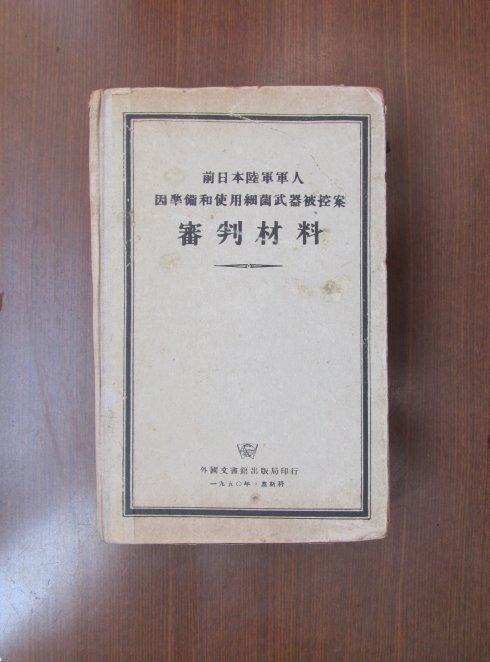 前日本陸軍軍人
因準備和使用細菌武器被控案
審判材料
外國文書籍出版局印行
一九五〇年·莫斯科